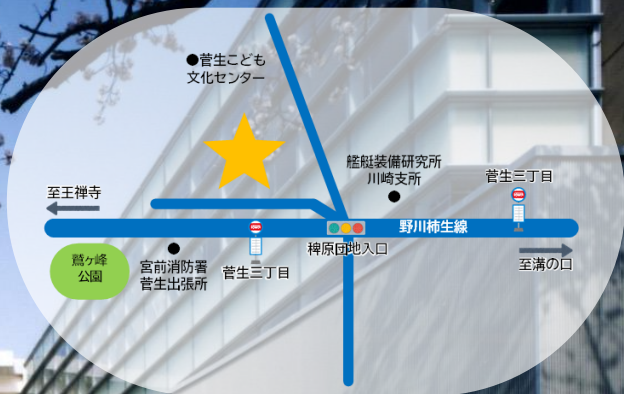 ●菅生こども
文化センター
艦艇装備研究所
川崎支所
菅生三丁目
至王禅寺
野川柿生線
鷲ヶ峰
公園
宮前消防署
菅生出張所
菅生三丁目
稗原団地入口
至溝の口